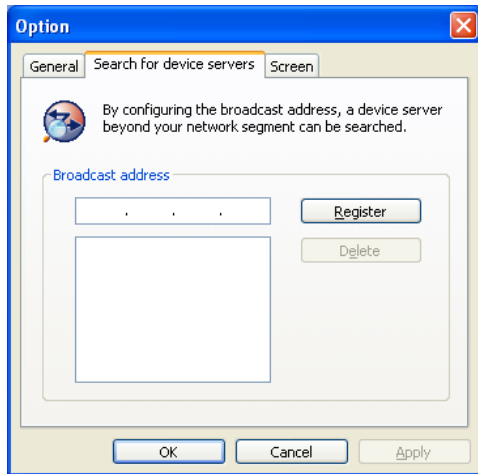 Option
General
Search for device servers
Screen
By configuring the broadcast address, a device server
beyond your network segment can be searched.
Broadcast address
. . .
Register
Delete
OK
Cancel
Apply